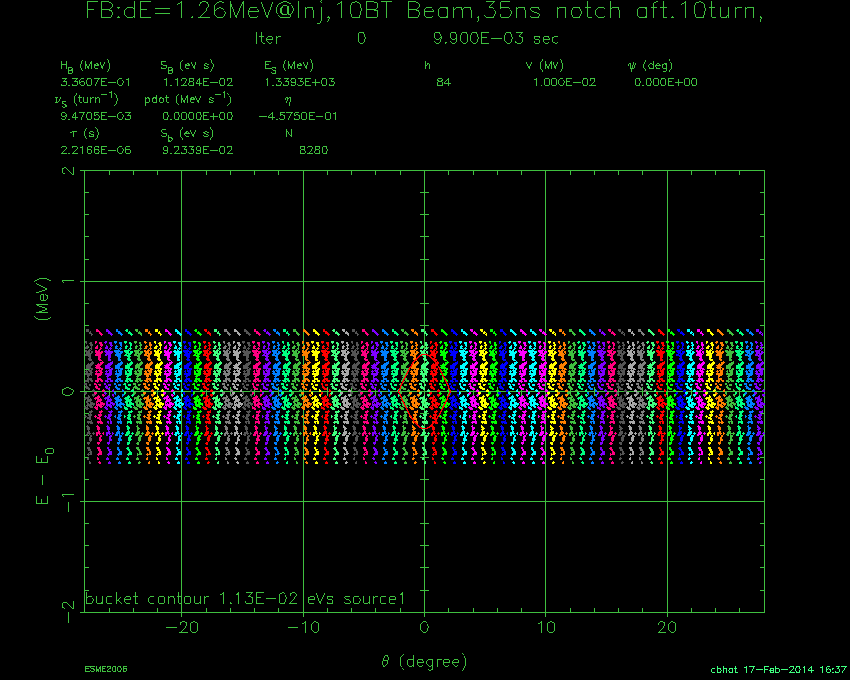 FB:dE=1.26MeV@Inj,10BT Beam,35ns notch aft.10turn,
Iter 0 9.900E-03 sec
H_B (MeV) S_B (eV s) E_S (MeV) h V (MV) ψ (deg)
3.3607E-01 1.1284E-02 1.3393E+03 84 1.000E-02 0.000E+00
ν_S (turn⁻¹) pdot (MeV s⁻¹) η
9.4705E-03 0.0000E+00 -4.5750E-01
τ (s) S_b (eV s) N
2.2166E-06 9.2339E-02 8280
2
1
0
-1
-2
E - E_0 (MeV)
bucket contour 1.13E-02 eVs source1
-20 -10 0 10 20
θ (degree)
ESME2006
cbhat 17-Feb-2014 16:37